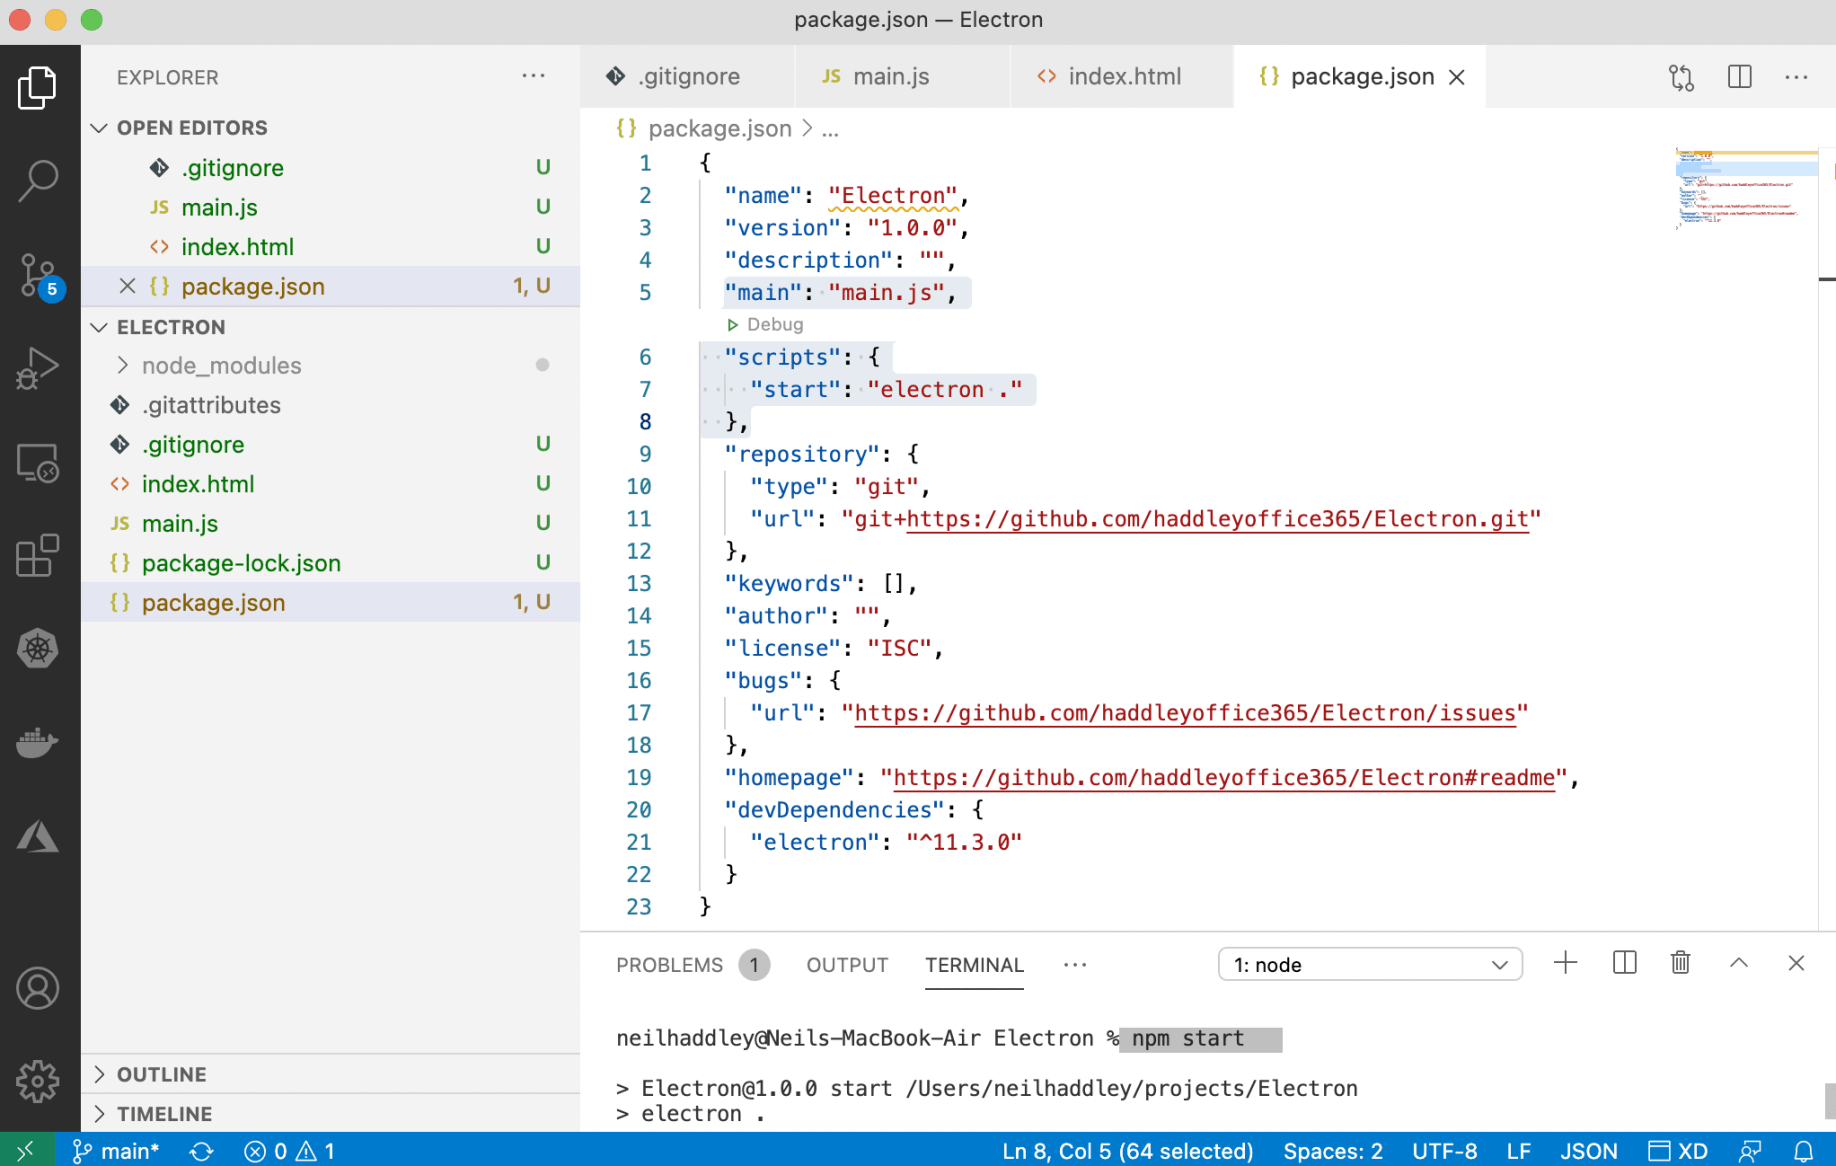 package.json — Electron
EXPLORER
OPEN EDITORS
.gitignore U
JS main.js U
<> index.html U
{} package.json 1, U
ELECTRON
node_modules
.gitattributes
.gitignore U
<> index.html U
JS main.js U
{} package-lock.json U
{} package.json 1, U
OUTLINE
TIMELINE
5
.gitignore
JS main.js
<> index.html
{} package.json
{} package.json > ...
1 {
2 "name": "Electron",
3 "version": "1.0.0",
4 "description": "",
5 "main": "main.js",
Debug
6 "scripts": {
7 "start": "electron ."
8 },
9 "repository": {
10 "type": "git",
11 "url": "git+https://github.com/haddleyoffice365/Electron.git"
12 },
13 "keywords": [],
14 "author": "",
15 "license": "ISC",
16 "bugs": {
17 "url": "https://github.com/haddleyoffice365/Electron/issues"
18 },
19 "homepage": "https://github.com/haddleyoffice365/Electron#readme",
20 "devDependencies": {
21 "electron": "^11.3.0"
22 }
23 }
PROBLEMS 1 OUTPUT TERMINAL ... 1: node
neilhaddley@Neils-MacBook-Air Electron % npm start
> Electron@1.0.0 start /Users/neilhaddley/projects/Electron
> electron .
main* 0 1 Ln 8, Col 5 (64 selected) Spaces: 2 UTF-8 LF JSON XD